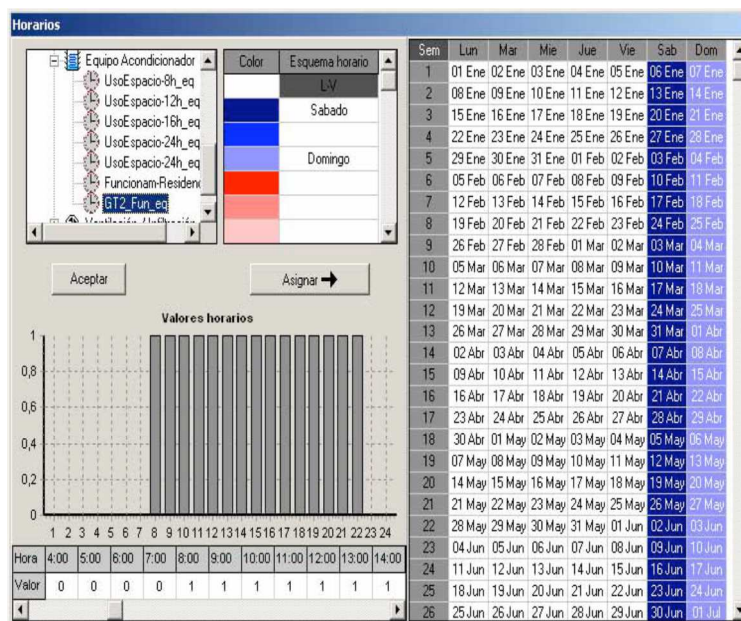 Horarios
Equipo Acondicionador
UsoEspacio-8h_eq
UsoEspacio-12h_eq
UsoEspacio-16h_eq
UsoEspacio-24h_eq
UsoEspacio-24h_eq
Funcionam-Residenc
GT2_Fun_eq
Color Esquema horario
L-V
Sabado
Domingo
Aceptar
Asignar
Valores horarios
1
0,8
0,6
0,4
0,2
0
1 2 3 4 5 6 7 8 9 10 11 12 13 14 15 16 17 18 19 20 21 22 23 24
Hora 4:00 5:00 6:00 7:00 8:00 9:00 10:00 11:00 12:00 13:00 14:00
Valor 0 0 0 0 1 1 1 1 1 1 1
Sem Lun Mar Mie Jue Vie Sab Dom
1 01 Ene 02 Ene 03 Ene 04 Ene 05 Ene 06 Ene 07 Ene
2 08 Ene 09 Ene 10 Ene 11 Ene 12 Ene 13 Ene 14 Ene
3 15 Ene 16 Ene 17 Ene 18 Ene 19 Ene 20 Ene 21 Ene
4 22 Ene 23 Ene 24 Ene 25 Ene 26 Ene 27 Ene 28 Ene
5 29 Ene 30 Ene 31 Ene 01 Feb 02 Feb 03 Feb 04 Feb
6 05 Feb 06 Feb 07 Feb 08 Feb 09 Feb 10 Feb 11 Feb
7 12 Feb 13 Feb 14 Feb 15 Feb 16 Feb 17 Feb 18 Feb
8 19 Feb 20 Feb 21 Feb 22 Feb 23 Feb 24 Feb 25 Feb
9 26 Feb 27 Feb 28 Feb 01 Mar 02 Mar 03 Mar 04 Mar
10 05 Mar 06 Mar 07 Mar 08 Mar 09 Mar 10 Mar 11 Mar
11 12 Mar 13 Mar 14 Mar 15 Mar 16 Mar 17 Mar 18 Mar
12 19 Mar 20 Mar 21 Mar 22 Mar 23 Mar 24 Mar 25 Mar
13 26 Mar 27 Mar 28 Mar 29 Mar 30 Mar 31 Mar 01 Abr
14 02 Abr 03 Abr 04 Abr 05 Abr 06 Abr 07 Abr 08 Abr
15 09 Abr 10 Abr 11 Abr 12 Abr 13 Abr 14 Abr 15 Abr
16 16 Abr 17 Abr 18 Abr 19 Abr 20 Abr 21 Abr 22 Abr
17 23 Abr 24 Abr 25 Abr 26 Abr 27 Abr 28 Abr 29 Abr
18 30 Abr 01 May 02 May 03 May 04 May 05 May 06 May
19 07 May 08 May 09 May 10 May 11 May 12 May 13 May
20 14 May 15 May 16 May 17 May 18 May 19 May 20 May
21 21 May 22 May 23 May 24 May 25 May 26 May 27 May
22 28 May 29 May 30 May 31 May 01 Jun 02 Jun 03 Jun
23 04 Jun 05 Jun 06 Jun 07 Jun 08 Jun 09 Jun 10 Jun
24 11 Jun 12 Jun 13 Jun 14 Jun 15 Jun 16 Jun 17 Jun
25 18 Jun 19 Jun 20 Jun 21 Jun 22 Jun 23 Jun 24 Jun
26 25 Jun 26 Jun 27 Jun 28 Jun 29 Jun 30 Jun 01 Jul